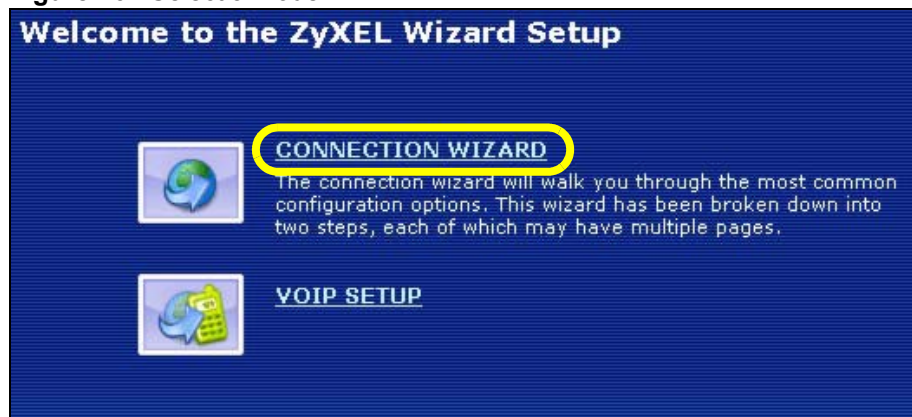 Welcome to the ZyXEL Wizard Setup
CONNECTION WIZARD
The connection wizard will walk you through the most common
configuration options. This wizard has been broken down into
two steps, each of which may have multiple pages.
VOIP SETUP